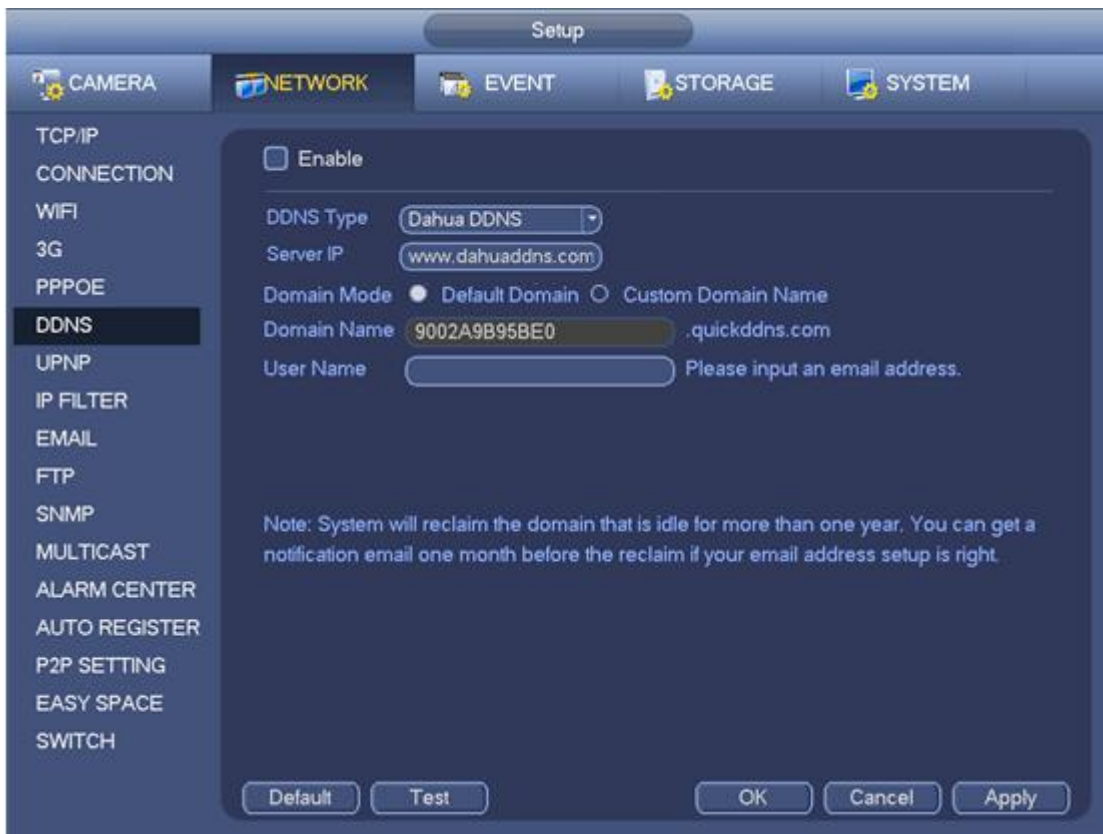 Setup
CAMERA NETWORK EVENT STORAGE SYSTEM
TCP/IP
CONNECTION
WIFI
3G
PPPOE
DDNS
UPNP
IP FILTER
EMAIL
FTP
SNMP
MULTICAST
ALARM CENTER
AUTO REGISTER
P2P SETTING
EASY SPACE
SWITCH
Enable
DDNS Type Dahua DDNS
Server IP www.dahuaddns.com
Domain Mode Default Domain Custom Domain Name
Domain Name 9002A9B95BE0 .quickddns.com
User Name Please input an email address.
Note: System will reclaim the domain that is idle for more than one year. You can get a
notification email one month before the reclaim if your email address setup is right.
Default Test OK Cancel Apply